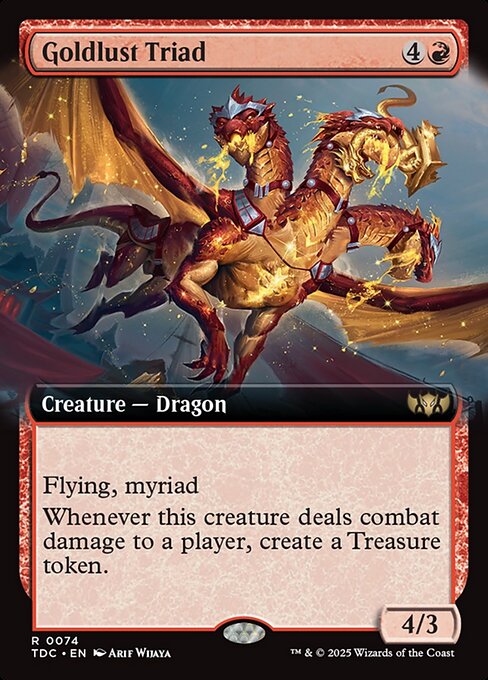 Goldlust Triad 4
Creature — Dragon
Flying, myriad
Whenever this creature deals combat
damage to a player, create a Treasure
token.
4/3
R 0074
TDC • EN Arif Wijaya
™ & © 2025 Wizards of the Coast